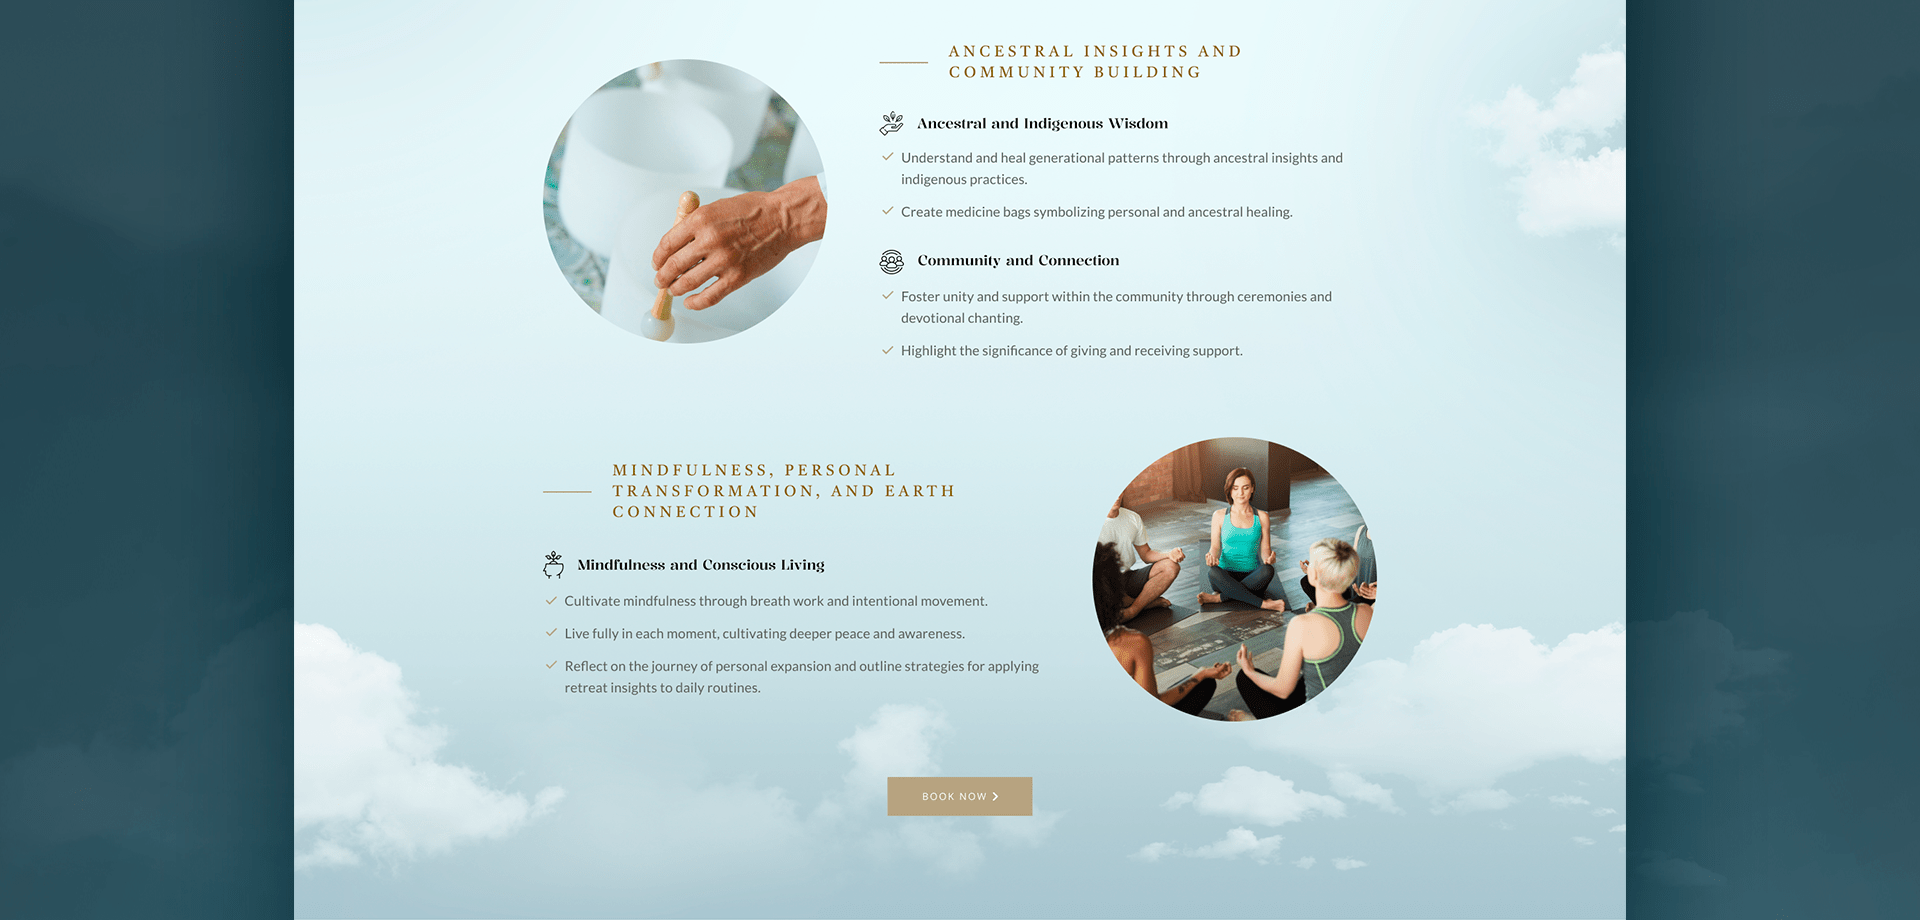 ANCESTRAL INSIGHTS AND
COMMUNITY BUILDING
Ancestral and Indigenous Wisdom
Understand and heal generational patterns through ancestral insights and
indigenous practices.
Create medicine bags symbolizing personal and ancestral healing.
Community and Connection
Foster unity and support within the community through ceremonies and
devotional chanting.
Highlight the significance of giving and receiving support.
MINDFULNESS, PERSONAL
TRANSFORMATION, AND EARTH
CONNECTION
Mindfulness and Conscious Living
Cultivate mindfulness through breath work and intentional movement.
Live fully in each moment, cultivating deeper peace and awareness.
Reflect on the journey of personal expansion and outline strategies for applying
retreat insights to daily routines.
BOOK NOW